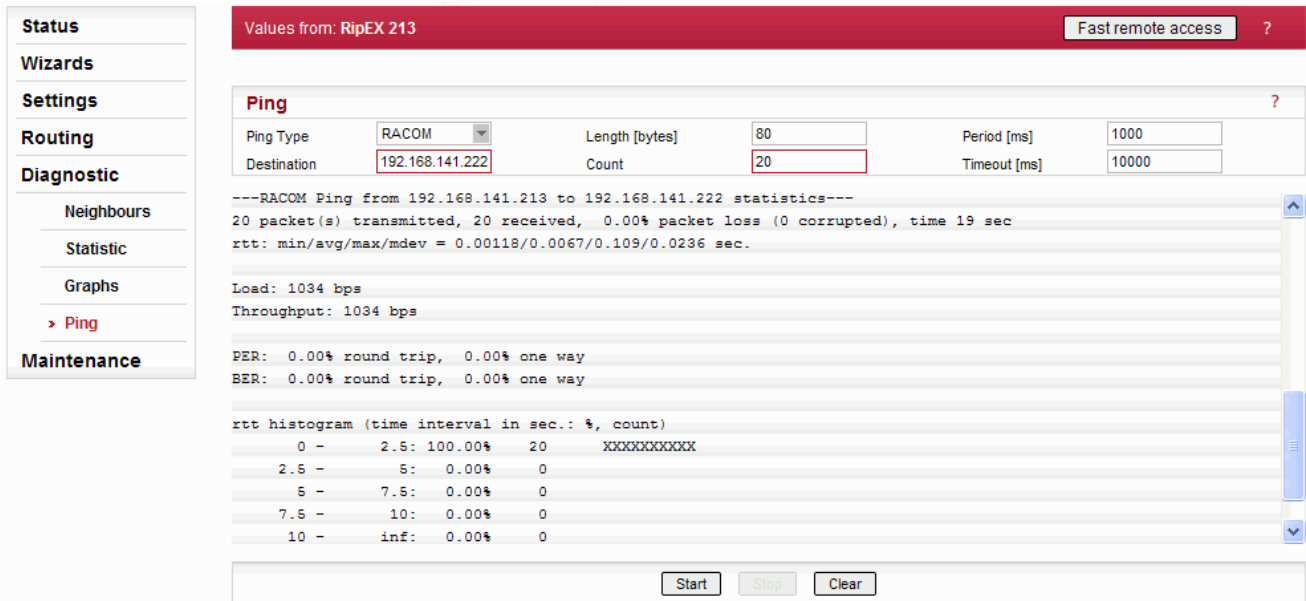 Status
Wizards
Settings
Routing
Diagnostic
Neighbours
Statistic
Graphs
> Ping
Maintenance
Values from: RipEX 213 Fast remote access ?
Ping ?
Ping Type RACOM Length [bytes] 80 Period [ms] 1000
Destination 192.168.141.222 Count 20 Timeout [ms] 10000
---RACOM Ping from 192.168.141.213 to 192.168.141.222 statistics---
20 packet(s) transmitted, 20 received, 0.00% packet loss (0 corrupted), time 19 sec
rtt: min/avg/max/mdev = 0.00118/0.0067/0.109/0.0236 sec.
Load: 1034 bps
Throughput: 1034 bps
PER: 0.00% round trip, 0.00% one way
BER: 0.00% round trip, 0.00% one way
rtt histogram (time interval in sec.: %, count)
0 - 2.5: 100.00% 20 XXXXXXXXXX
2.5 - 5: 0.00% 0
5 - 7.5: 0.00% 0
7.5 - 10: 0.00% 0
10 - inf: 0.00% 0
Start Stop Clear